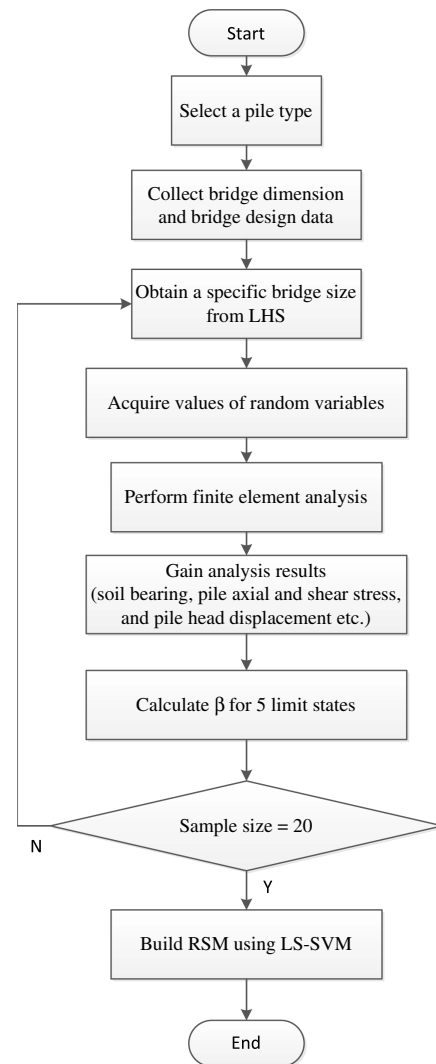 Start
Select a pile type
Collect bridge dimension
and bridge design data
Obtain a specific bridge size
from LHS
Acquire values of random variables
Perform finite element analysis
Gain analysis results
(soil bearing, pile axial and shear stress,
and pile head displacement etc.)
Calculate β for 5 limit states
Sample size = 20
N
Y
Build RSM using LS-SVM
End